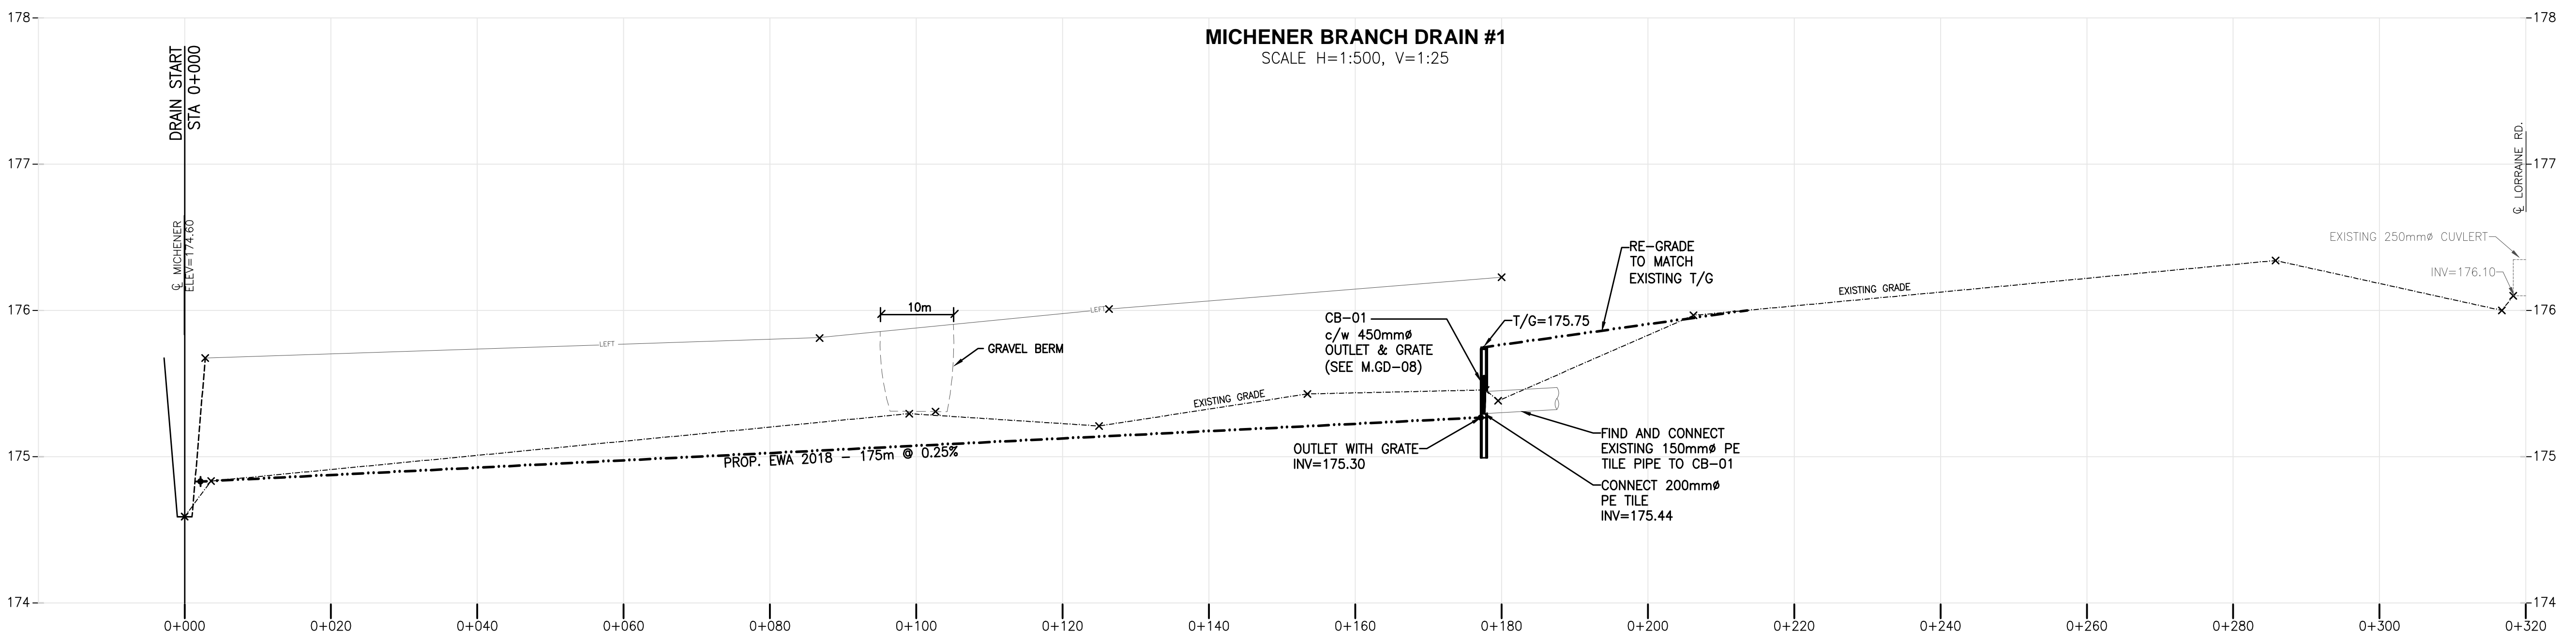 MICHENER BRANCH DRAIN #1
SCALE H=1:500, V=1:25
178
178
177
177
176
176
175
175
174
174
DRAIN START
STA 0+000
℄ MICHENER
ELEV=174.60
LEFT
10m
LEFT
GRAVEL BERM
EXISTING GRADE
PROP. EWA 2018 - 175m @ 0.25%
CB-01
c/w 450mmø
OUTLET & GRATE
(SEE M.GD-08)
T/G=175.75
RE-GRADE
TO MATCH
EXISTING T/G
EXISTING GRADE
OUTLET WITH GRATE
INV=175.30
FIND AND CONNECT
EXISTING 150mmø PE
TILE PIPE TO CB-01
CONNECT 200mmø
PE TILE
INV=175.44
EXISTING 250mmø CUVLERT
INV=176.10
℄ LORRAINE RD.
0+000
0+020
0+040
0+060
0+080
0+100
0+120
0+140
0+160
0+180
0+200
0+220
0+240
0+260
0+280
0+300
0+320